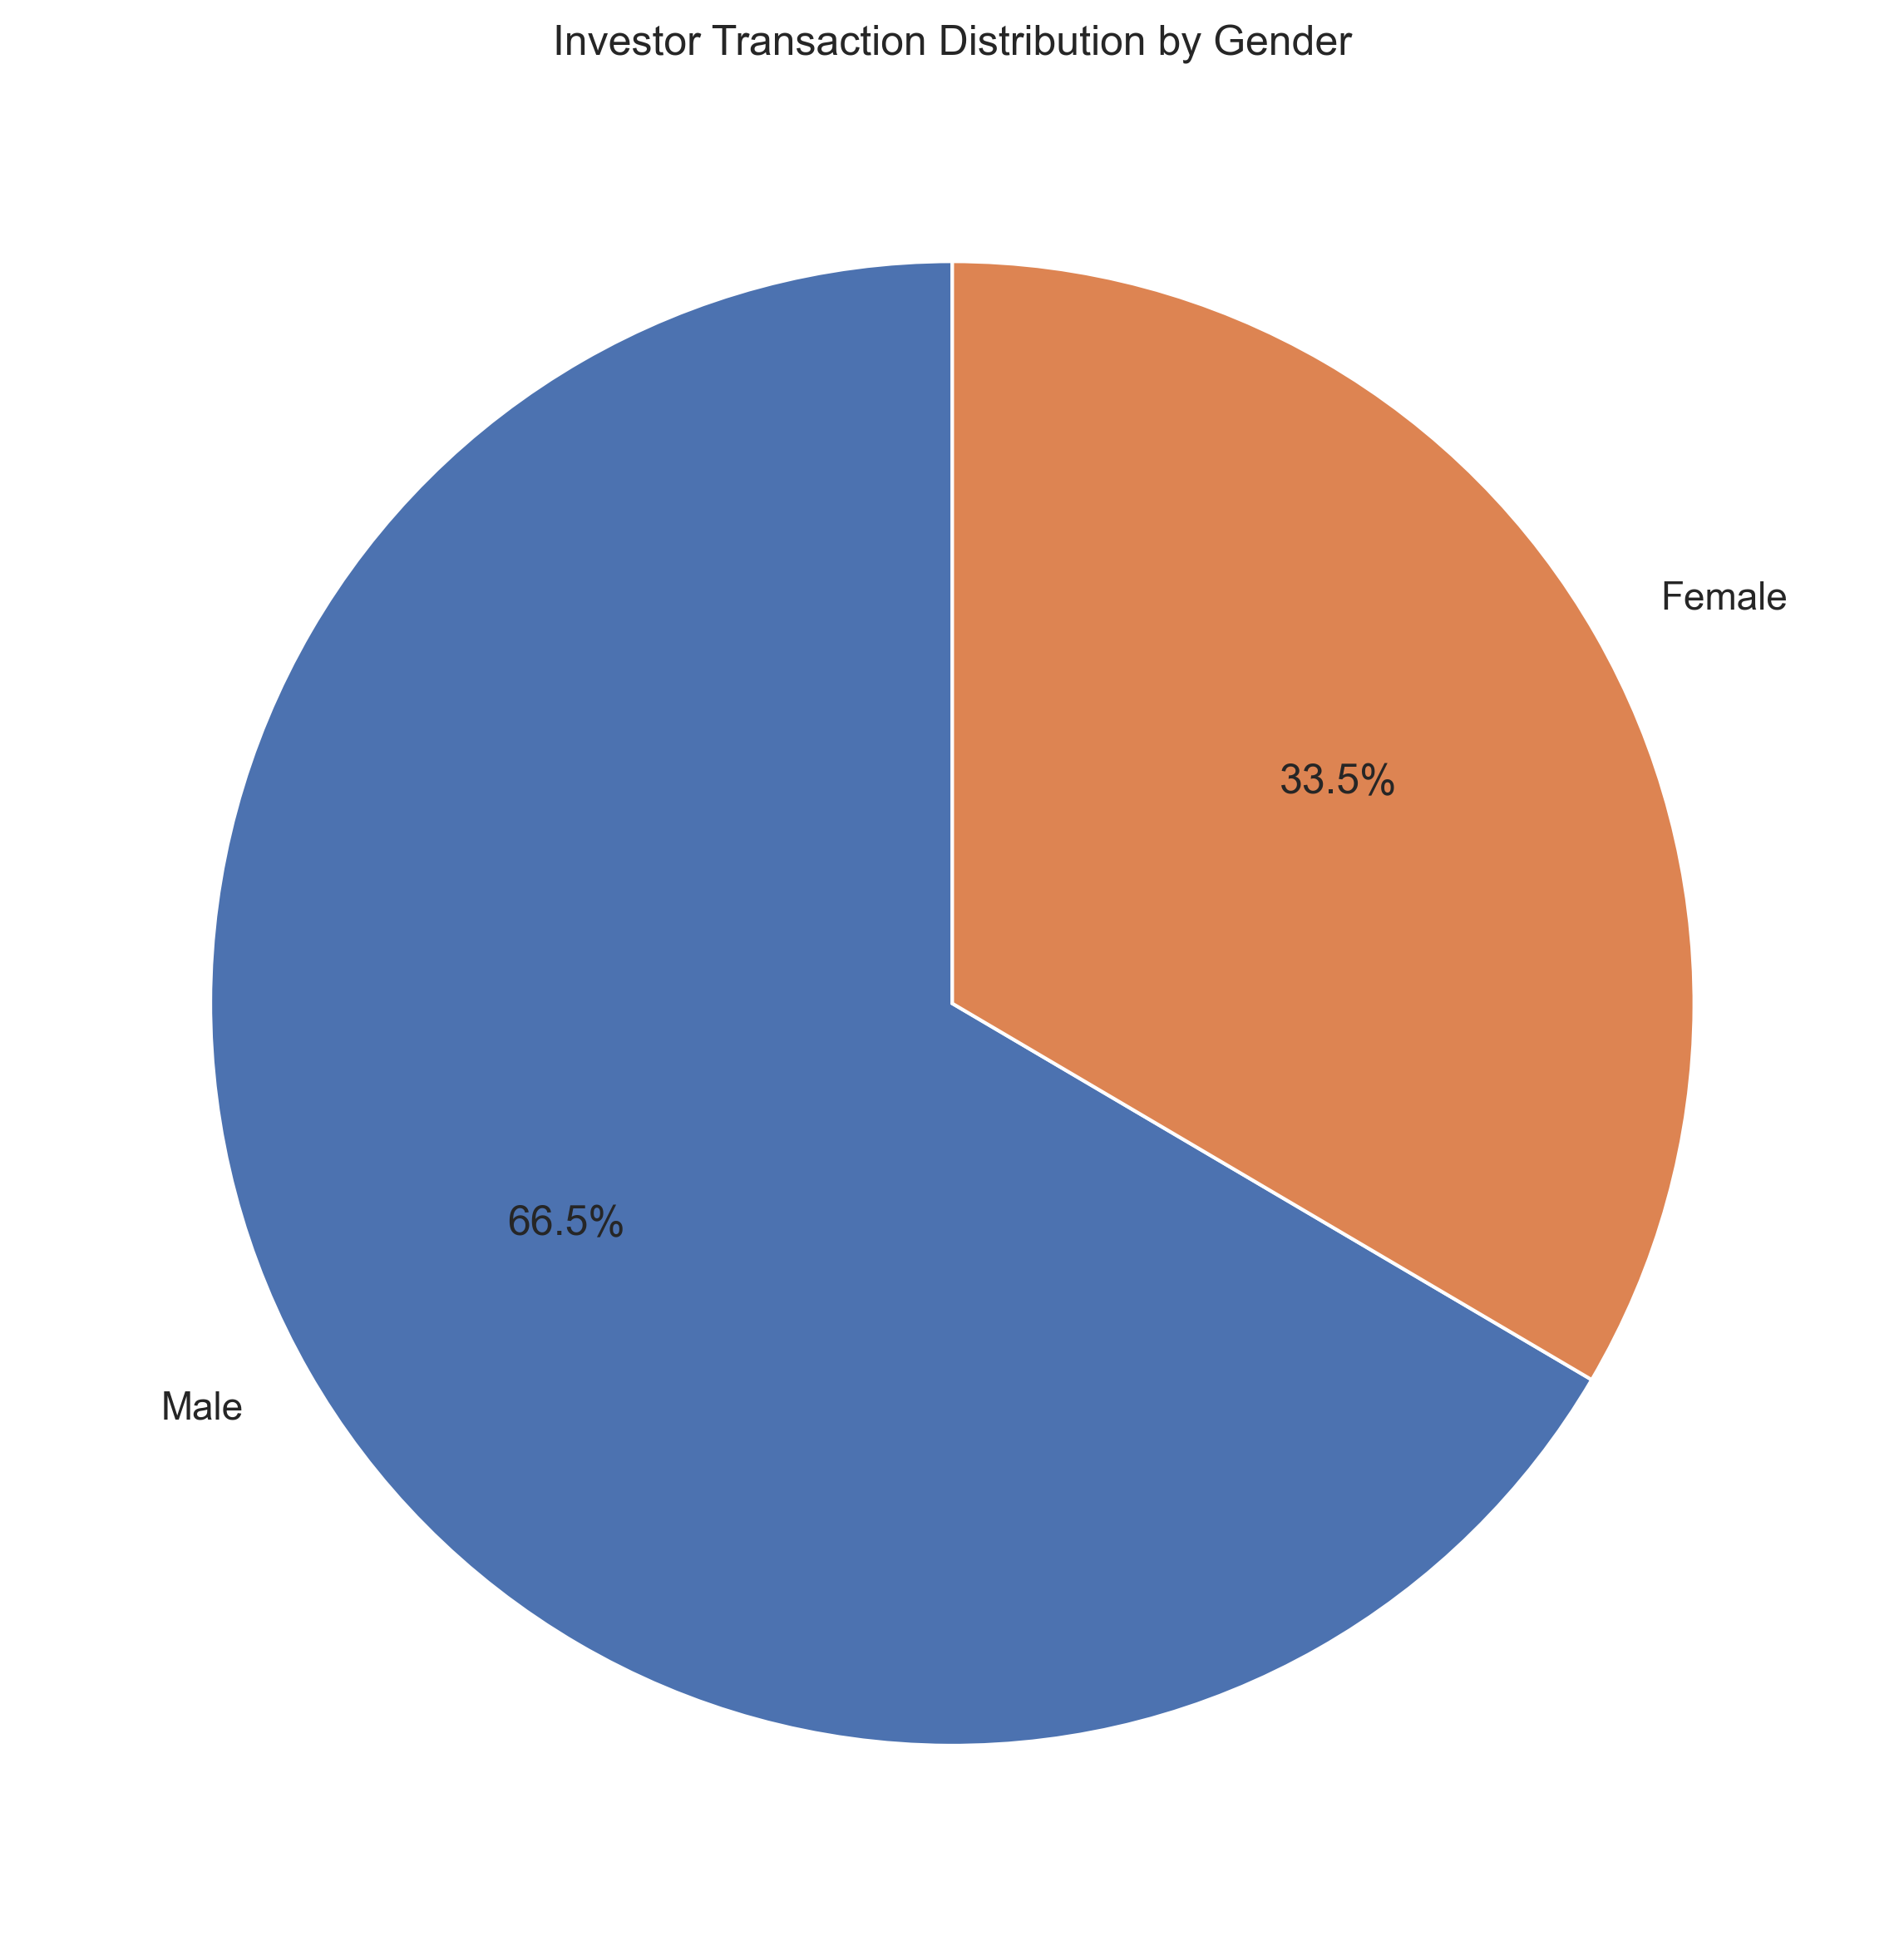 Investor Transaction Distribution by Gender
Female
33.5%
66.5%
Male